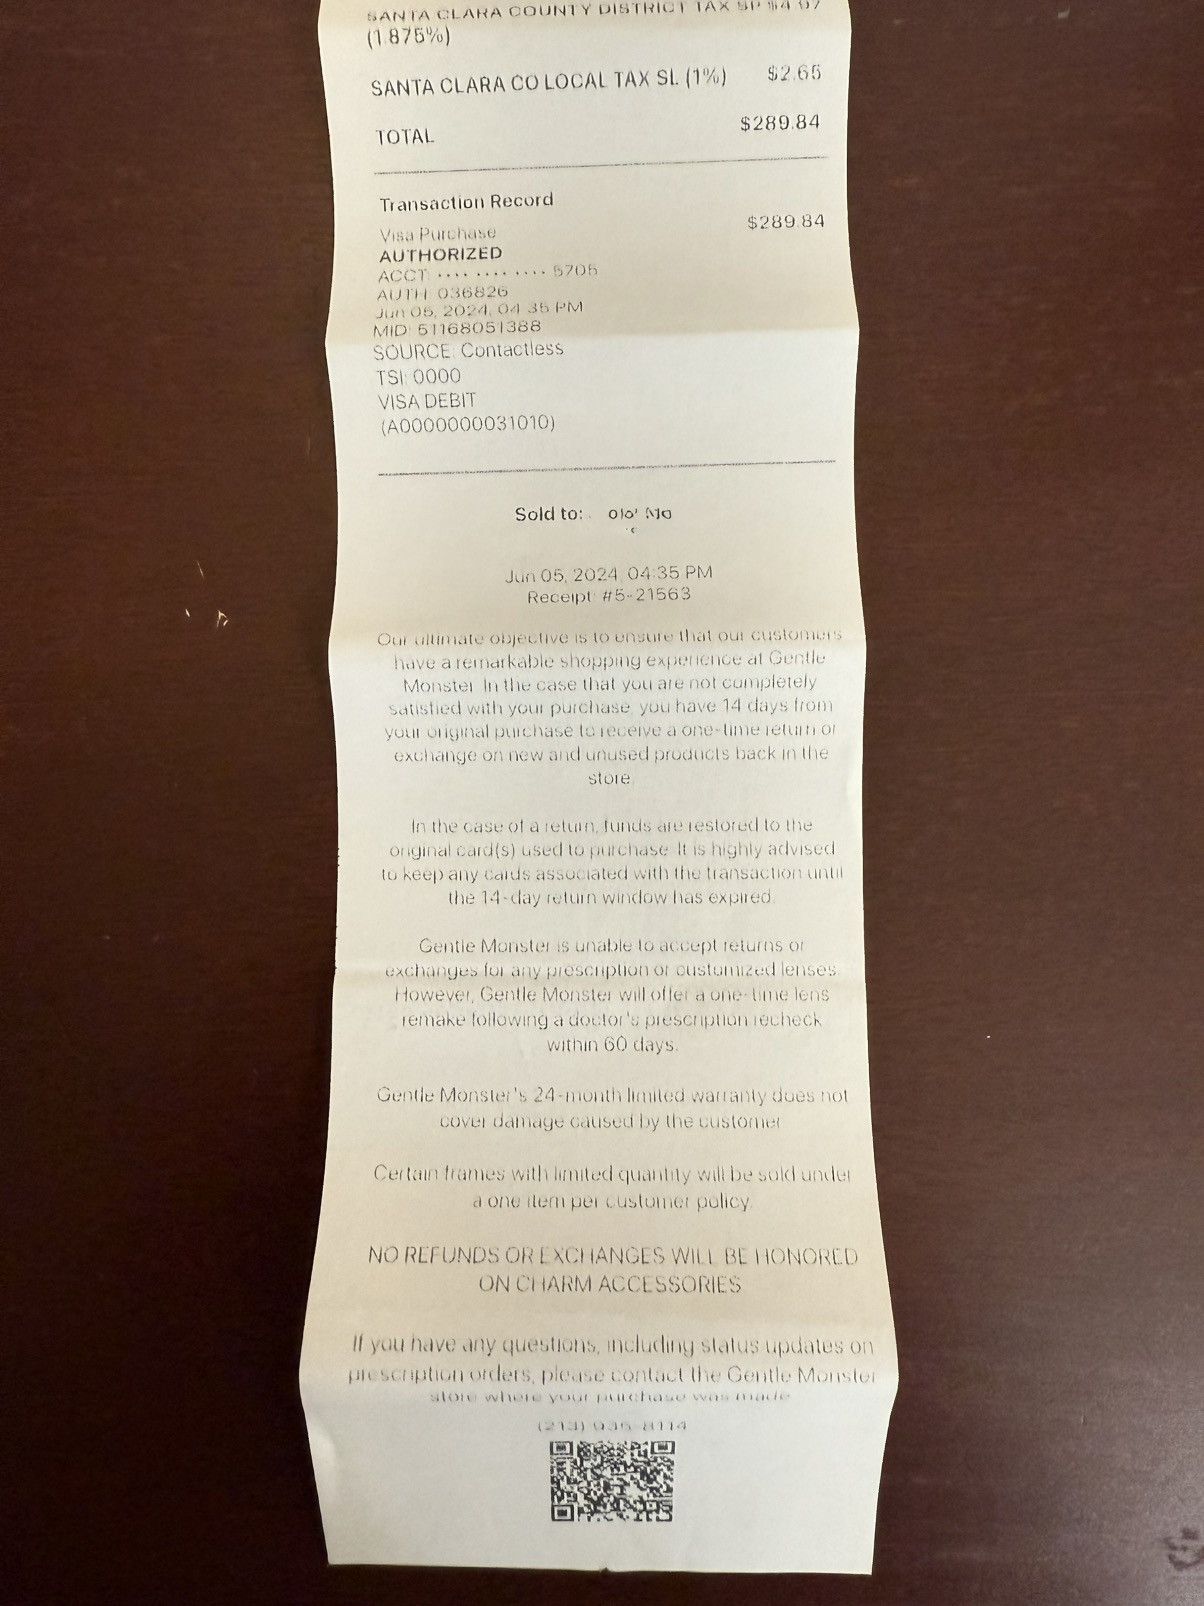 SANTA CLARA COUNTY DISTRICT TAX SP $4.97
(1.875%)
SANTA CLARA CO LOCAL TAX SL (1%) $2.65
TOTAL $289.84
Transaction Record
Visa Purchase $289.84
AUTHORIZED
ACCT: ············ 5705
AUTH: 036826
Jun 05, 2024, 04:35 PM
MID: 51168051388
SOURCE: Contactless
TSI: 0000
VISA DEBIT
(A0000000031010)
Sold to:
Jun 05, 2024, 04:35 PM
Receipt: #5-21563
Our ultimate objective is to ensure that our customers
have a remarkable shopping experience at Gentle
Monster. In the case that you are not completely
satisfied with your purchase, you have 14 days from
your original purchase to receive a one-time return or
exchange on new and unused products back in the
store.
In the case of a return, funds are restored to the
original card(s) used to purchase. It is highly advised
to keep any cards associated with the transaction until
the 14-day return window has expired.
Gentle Monster is unable to accept returns or
exchanges for any prescription or customized lenses.
However, Gentle Monster will offer a one-time lens
remake following a doctor's prescription recheck
within 60 days.
Gentle Monster's 24-month limited warranty does not
cover damage caused by the customer.
Certain frames with limited quantity will be sold under
a one item per customer policy.
NO REFUNDS OR EXCHANGES WILL BE HONORED
ON CHARM ACCESSORIES
If you have any questions, including status updates on
prescription orders, please contact the Gentle Monster
store where your purchase was made.
(213) 935-8114